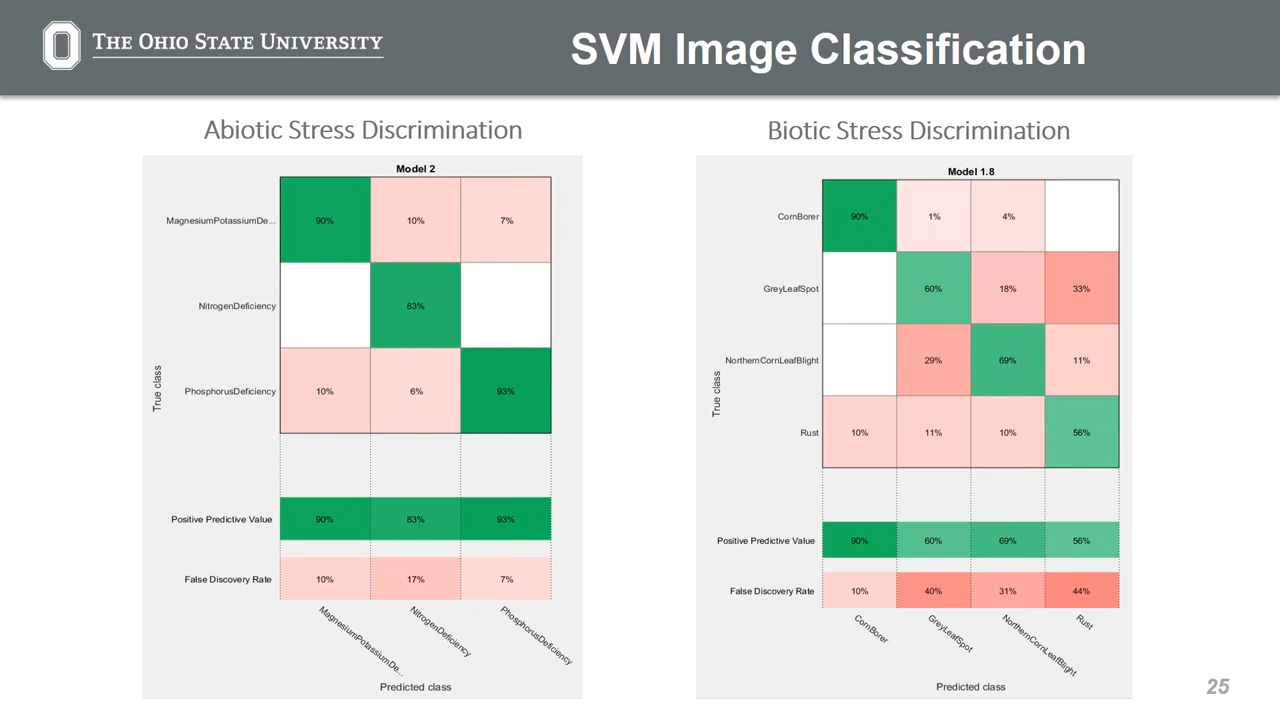 THE OHIO STATE UNIVERSITY
SVM Image Classification
Abiotic Stress Discrimination
Model 2
MagnesiumPotassiumDe...
90%
10%
7%
NitrogenDeficiency
83%
PhosphorusDeficiency
10%
6%
93%
True class
Positive Predictive Value
90%
83%
93%
False Discovery Rate
10%
17%
7%
MagnesiumPotassiumDe...
NitrogenDeficiency
PhosphorusDeficiency
Predicted class
Biotic Stress Discrimination
Model 1.8
CornBorer
90%
1%
4%
GreyLeafSpot
60%
18%
33%
NorthernCornLeafBlight
29%
69%
11%
Rust
10%
11%
10%
56%
True class
Positive Predictive Value
90%
60%
69%
56%
False Discovery Rate
10%
40%
31%
44%
CornBorer
GreyLeafSpot
NorthernCornLeafBlight
Rust
Predicted class
25